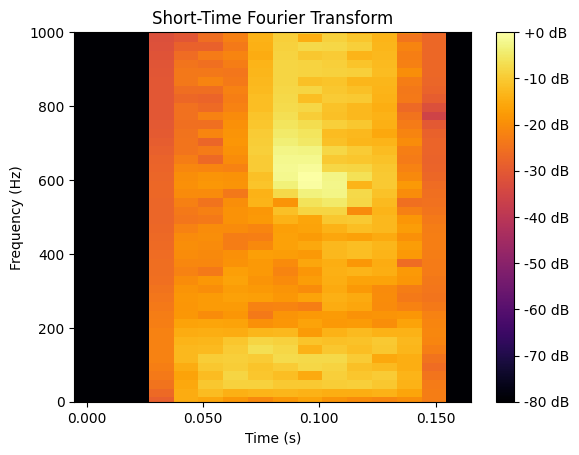 Short-Time Fourier Transform
1000
800
600
400
200
0
Frequency (Hz)
0.000
0.050
0.100
0.150
Time (s)
+0 dB
-10 dB
-20 dB
-30 dB
-40 dB
-50 dB
-60 dB
-70 dB
-80 dB